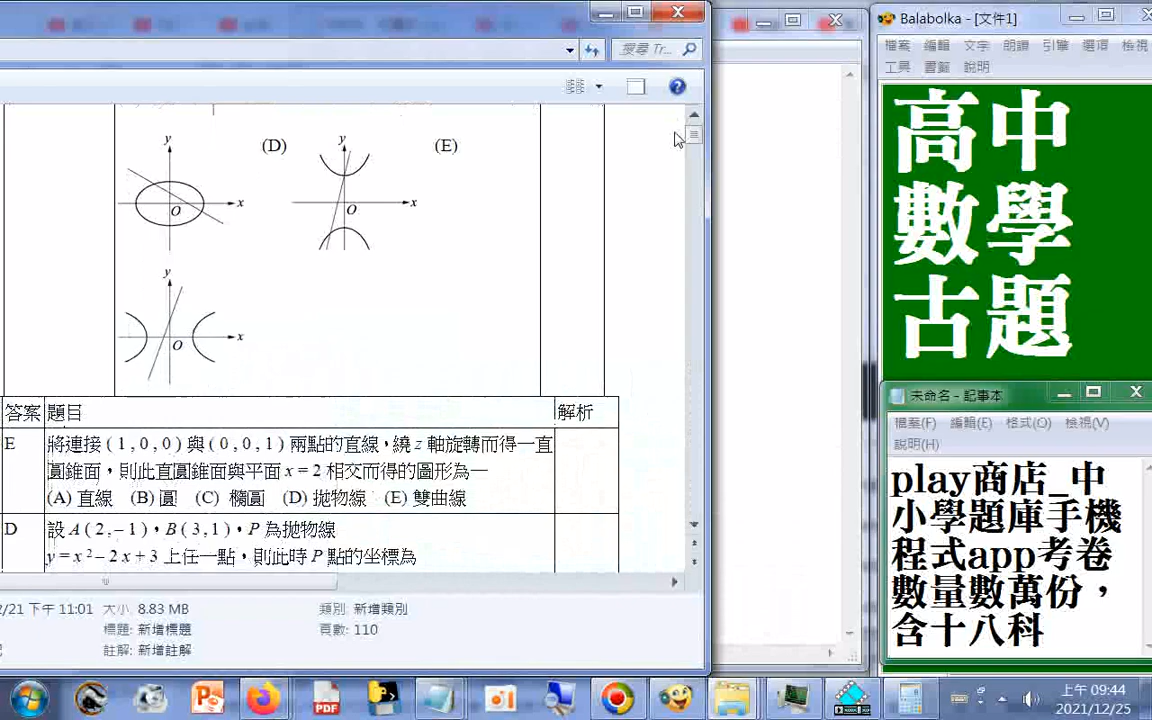 搜尋 Tr...
y
(D)
y
(E)
O
x
O
x
y
O
x
答案
題目
解析
E
將連接 ( 1 , 0 , 0 ) 與 ( 0 , 0 , 1 ) 兩點的直線，繞 z 軸旋轉而得一直
圓錐面，則此直圓錐面與平面 x = 2 相交而得的圖形為─
(A) 直線 (B) 圓 (C) 橢圓 (D) 拋物線 (E) 雙曲線
D
設 A ( 2 , – 1 )，B ( 3 , 1 )，P 為拋物線
y = x 2 – 2 x + 3 上任一點，則此時 P 點的坐標為
2/21 下午 11:01
大小: 8.83 MB
類別: 新增類別
標題: 新增標題
頁數: 110
註解: 新增註解
Balabolka - [文件1]
檔案 編輯 文字 朗讀 引擎 選項 檢視
工具 書籤 說明
高中
數學
古題
未命名 - 記事本
檔案(F) 編輯(E) 格式(O) 檢視(V)
說明(H)
play商店_中
小學題庫手機
程式app考卷
數量數萬份，
含十八科
PDF
上午 09:44
2021/12/25